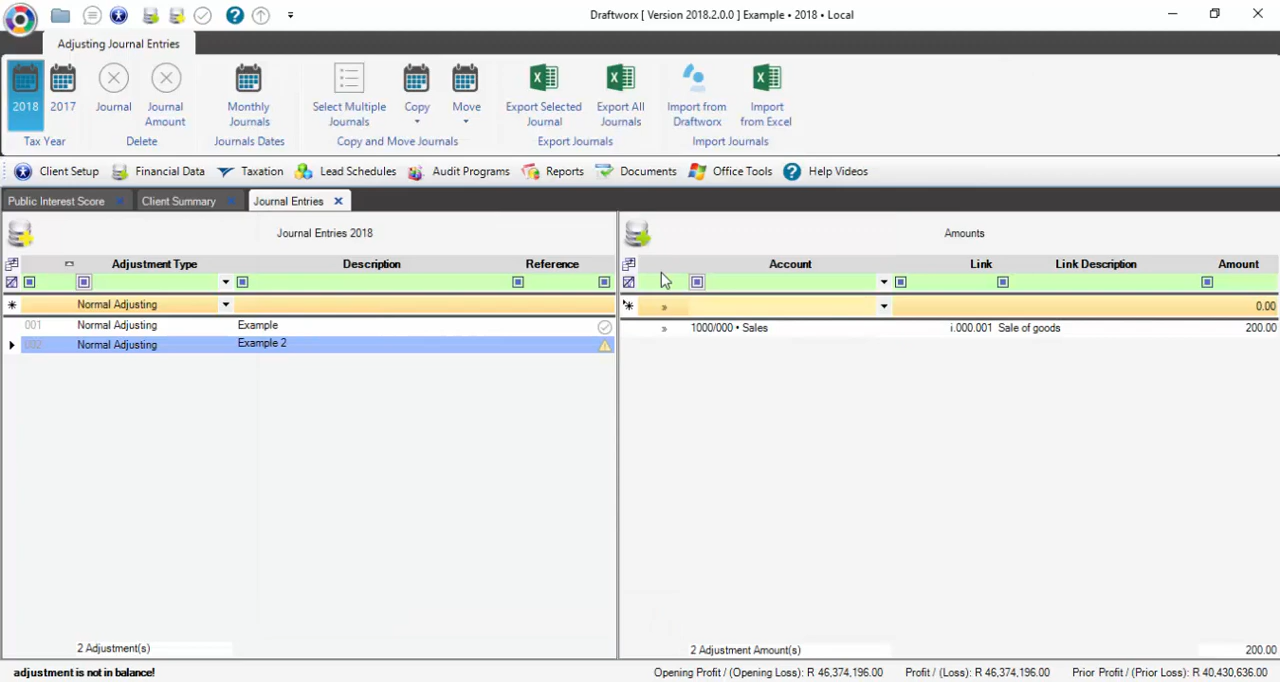 Draftworx [ Version 2018.2.0.0 ] Example • 2018 • Local
Adjusting Journal Entries
2018
2017
Tax Year
Journal
Journal Amount
Delete
Monthly Journals
Journals Dates
Select Multiple Journals
Copy
Move
Copy and Move Journals
Export Selected Journal
Export All Journals
Export Journals
Import from Draftworx
Import from Excel
Import Journals
Client Setup Financial Data Taxation Lead Schedules Audit Programs Reports Documents Office Tools Help Videos
Public Interest Score Client Summary Journal Entries
Journal Entries 2018
Adjustment Type Description Reference
Normal Adjusting
001 Normal Adjusting Example
002 Normal Adjusting Example 2
2 Adjustment(s)
Amounts
Account Link Link Description Amount
» 0.00
» 1000/000 • Sales i.000.001 Sale of goods 200.00
2 Adjustment Amount(s) 200.00
adjustment is not in balance! Opening Profit / (Opening Loss): R 46,374,196.00 Profit / (Loss): R 46,374,196.00 Prior Profit / (Prior Loss): R 40,430,636.00